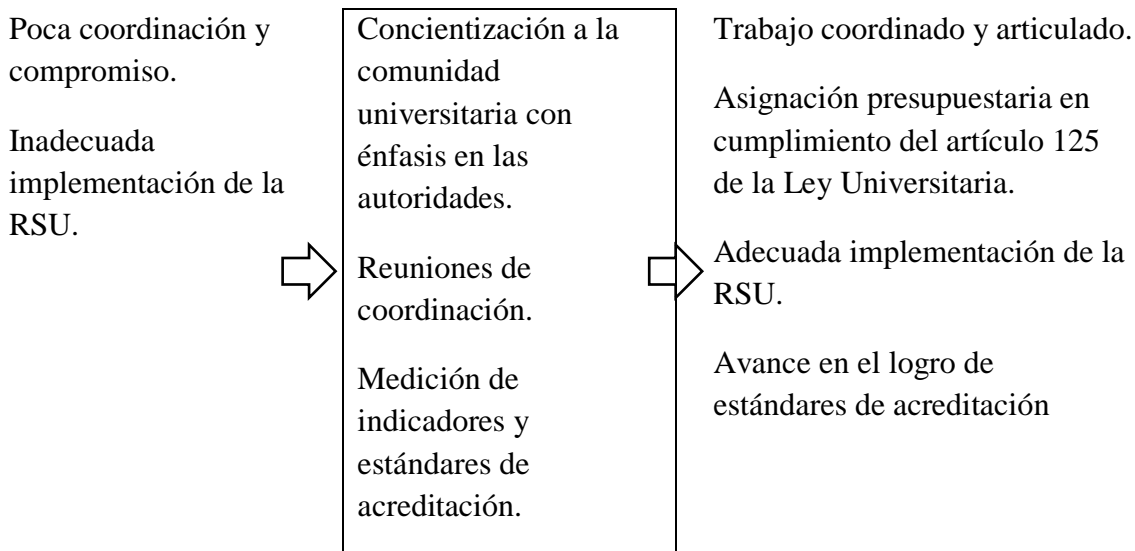 Poca coordinación y
compromiso.
Inadecuada
implementación de la
RSU.
Concientización a la
comunidad
universitaria con
énfasis en las
autoridades.
Reuniones de
coordinación.
Medición de
indicadores y
estándares de
acreditación.
Trabajo coordinado y articulado.
Asignación presupuestaria en
cumplimiento del artículo 125
de la Ley Universitaria.
Adecuada implementación de la
RSU.
Avance en el logro de
estándares de acreditación